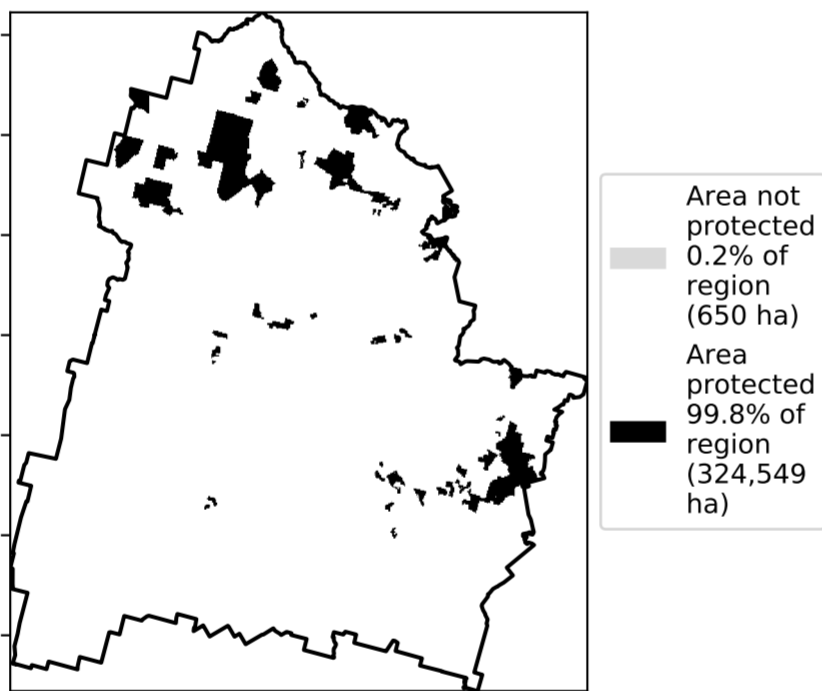 Area not
protected
0.2% of
region
(650 ha)
Area
protected
99.8% of
region
(324,549
ha)